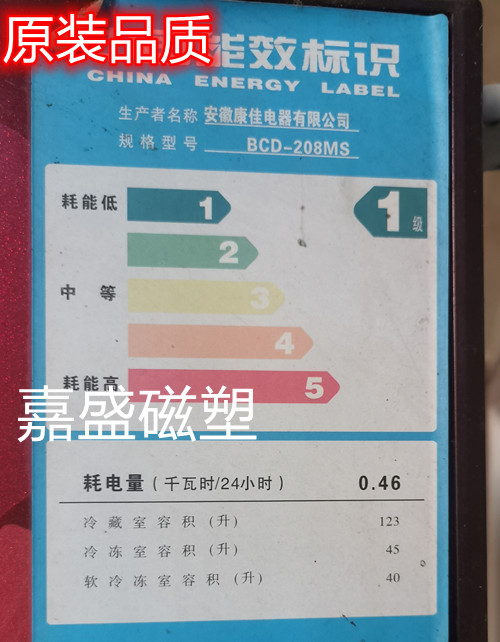 原装品质
能效标识
CHINA ENERGY LABEL
生产者名称 安徽康佳电器有限公司
规格型号 BCD-208MS
耗能低 1 1级
2
中等 3
4
耗能高 5
嘉盛磁塑
耗电量(千瓦时/24小时) 0.46
冷藏室容积(升) 123
冷冻室容积(升) 45
软冷冻室容积(升) 40